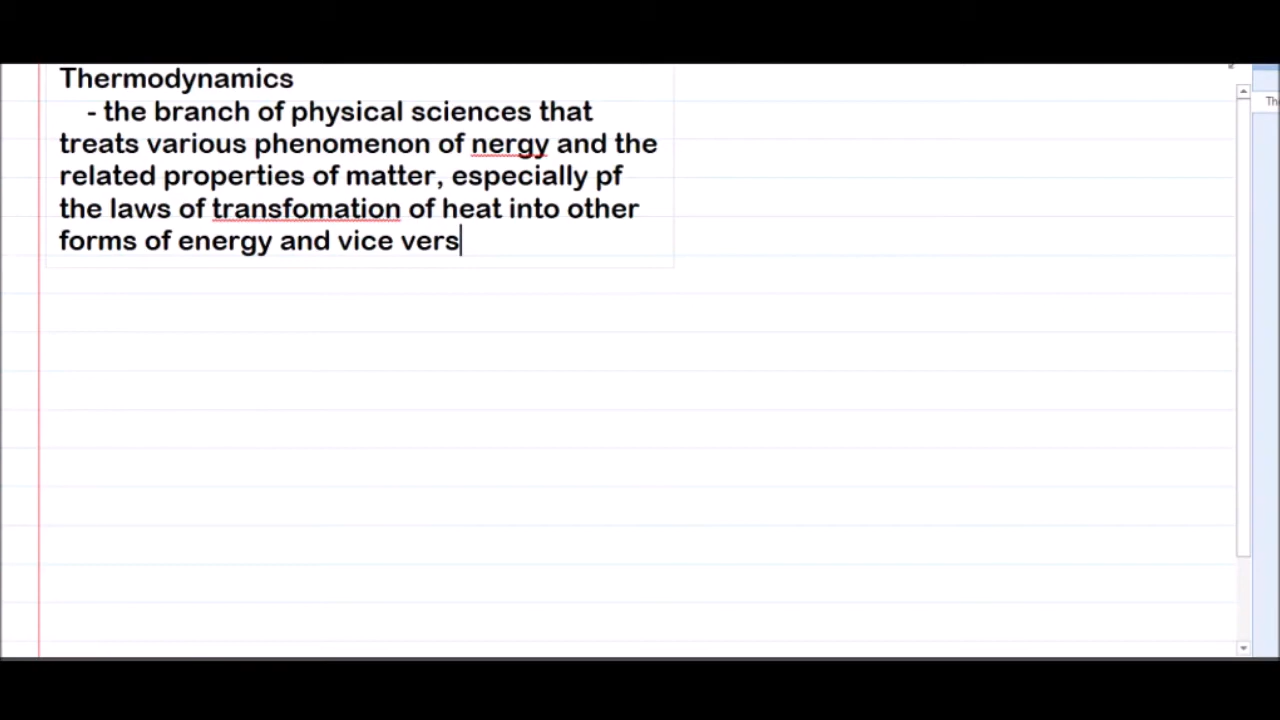 Thermodynamics
- the branch of physical sciences that
treats various phenomenon of nergy and the
related properties of matter, especially pf
the laws of transfomation of heat into other
forms of energy and vice vers
Th